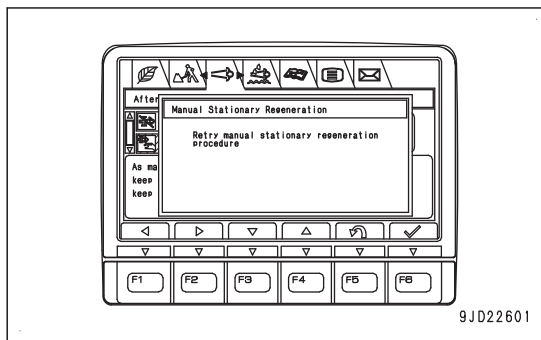 After
Manual Stationary Regeneration
Retry manual stationary regeneration
procedure
As ma
keep
keep
F1 F2 F3 F4 F5 F6
9JD22601